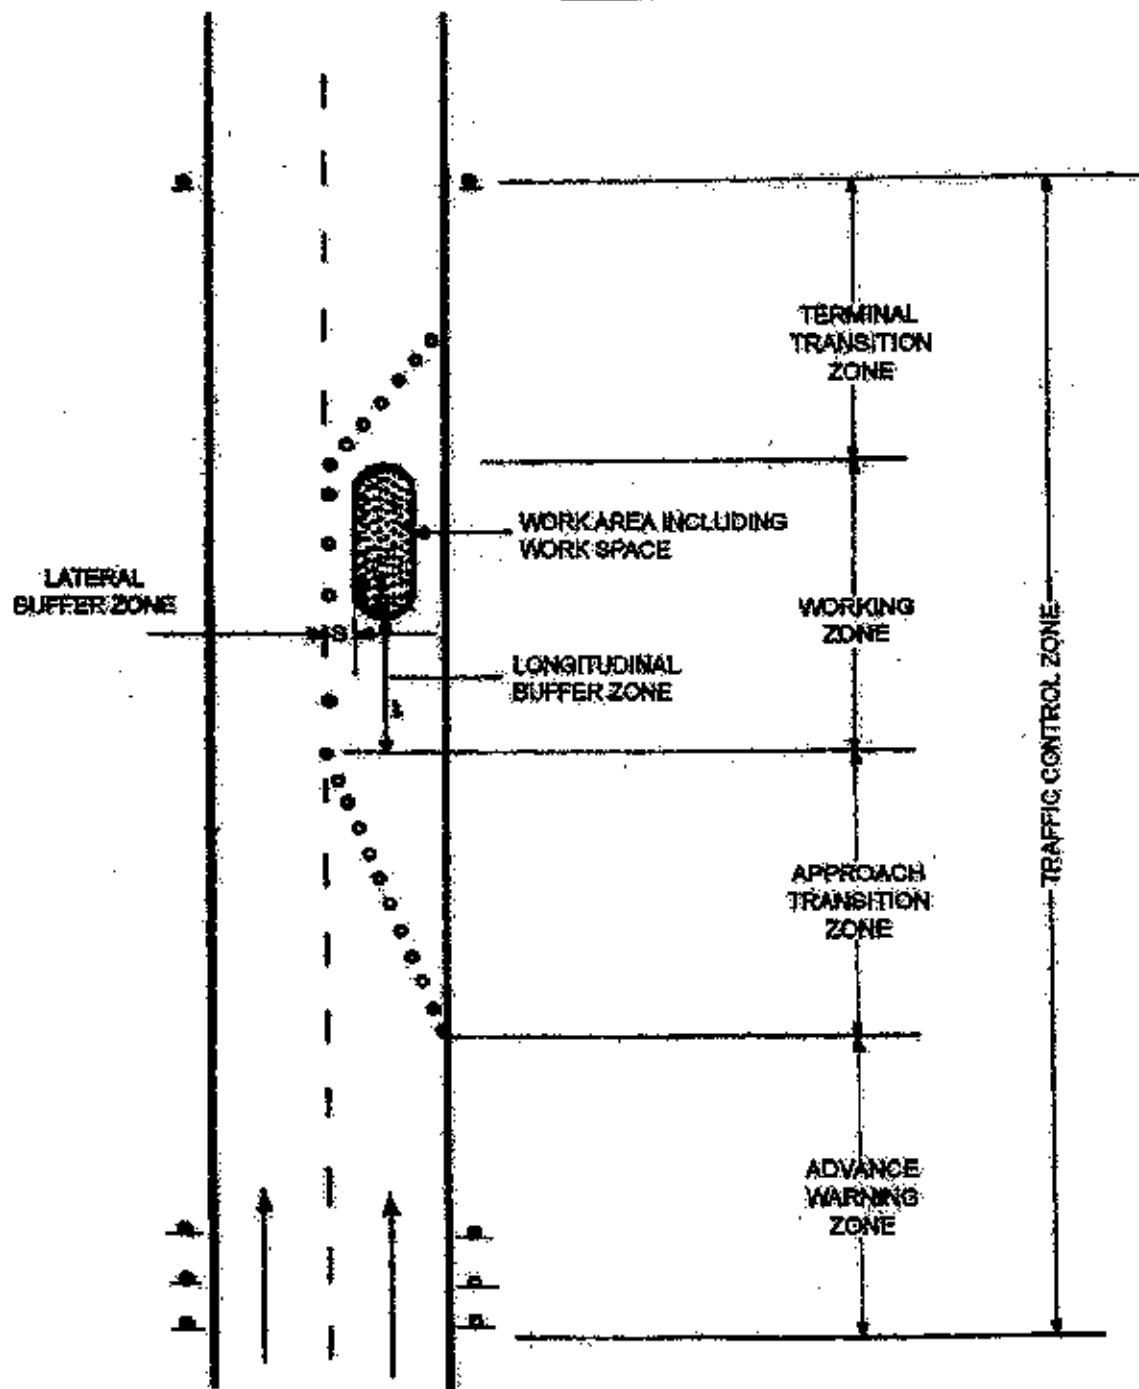 TERMINAL
TRANSITION
ZONE
WORK AREA INCLUDING
WORK SPACE
LATERAL
BUFFER ZONE
WORKING
ZONE
S
LONGITUDINAL
BUFFER ZONE
TRAFFIC CONTROL ZONE
APPROACH
TRANSITION
ZONE
ADVANCE
WARNING
ZONE